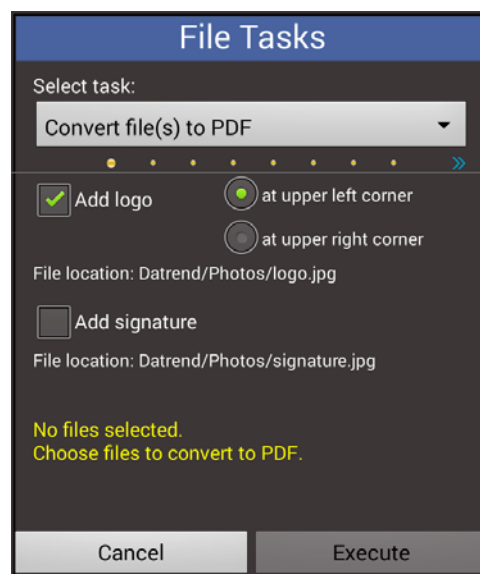 File Tasks
Select task:
Convert file(s) to PDF
Add logo
at upper left corner
at upper right corner
File location: Datrend/Photos/logo.jpg
Add signature
File location: Datrend/Photos/signature.jpg
No files selected.
Choose files to convert to PDF.
Cancel
Execute